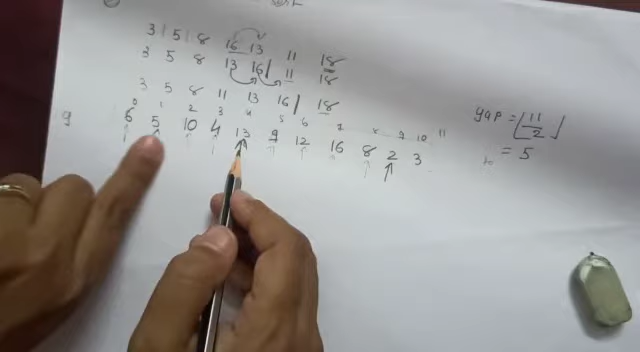 3 | 5 | 8 16 13 11 18
3 5 8 13 16 | 11 18
3 5 8 11 13 16 | 18
0 1 2 3 4 5 6 7 8 9 10 11
6 5 10 4 13 9 12 16 8 2 3
gap = ⌊11/2⌋
= 5